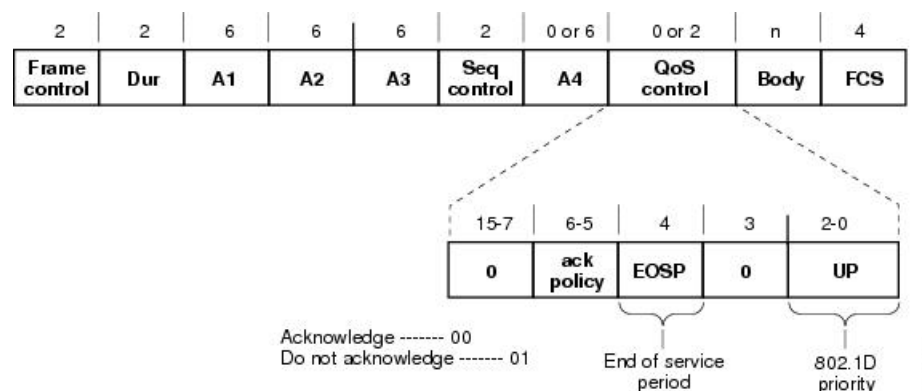 2 2 6 6 6 2 0 or 6 0 or 2 n 4
Frame control Dur A1 A2 A3 Seq control A4 QoS control Body FCS
15-7 6-5 4 3 2-0
0 ack policy EOSP 0 UP
Acknowledge ------- 00
Do not acknowledge ------- 01
End of service period
802.1D priority